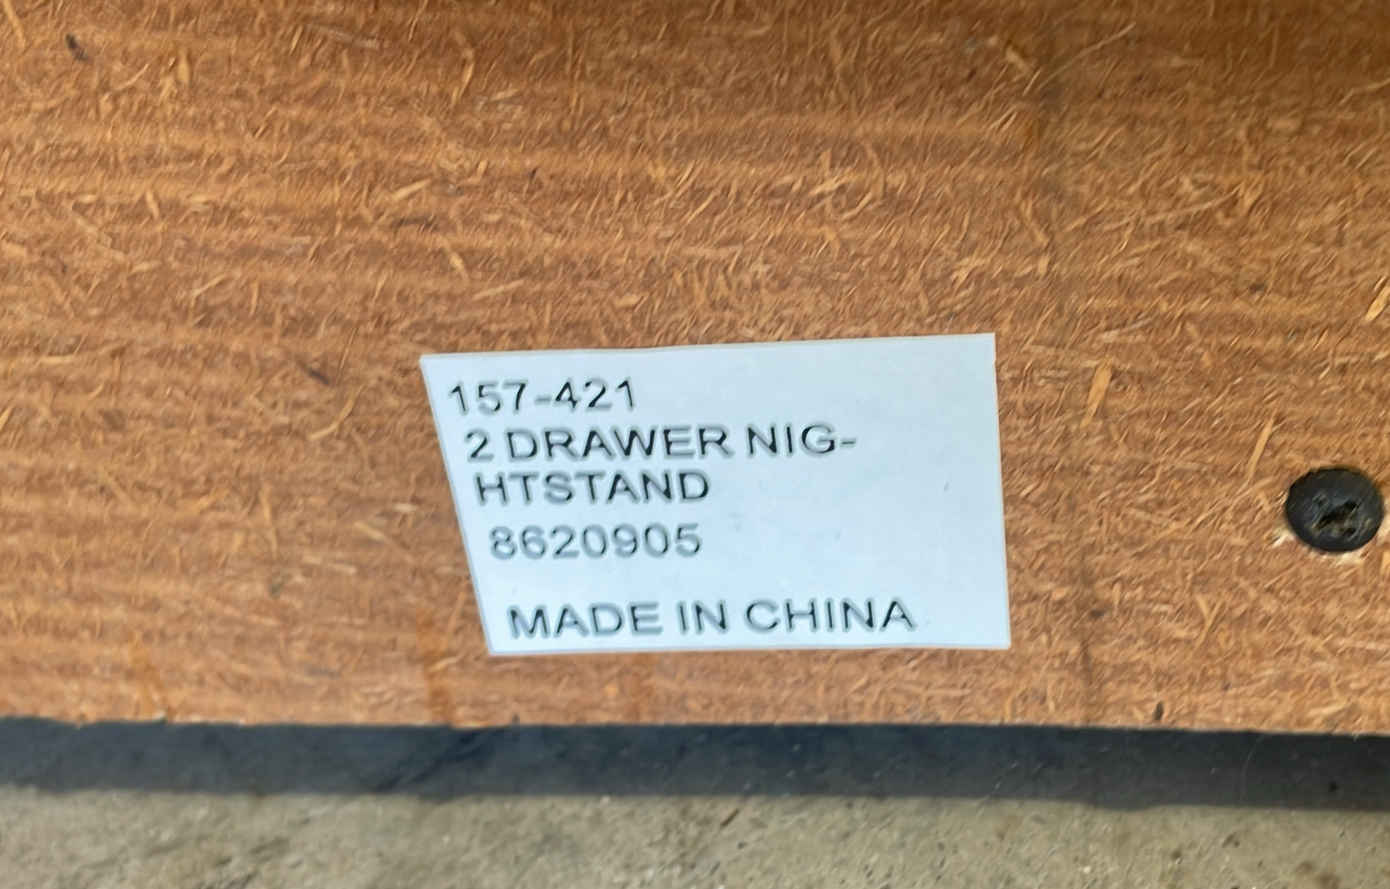 157-421
2 DRAWER NIG-
HTSTAND
8620905
MADE IN CHINA